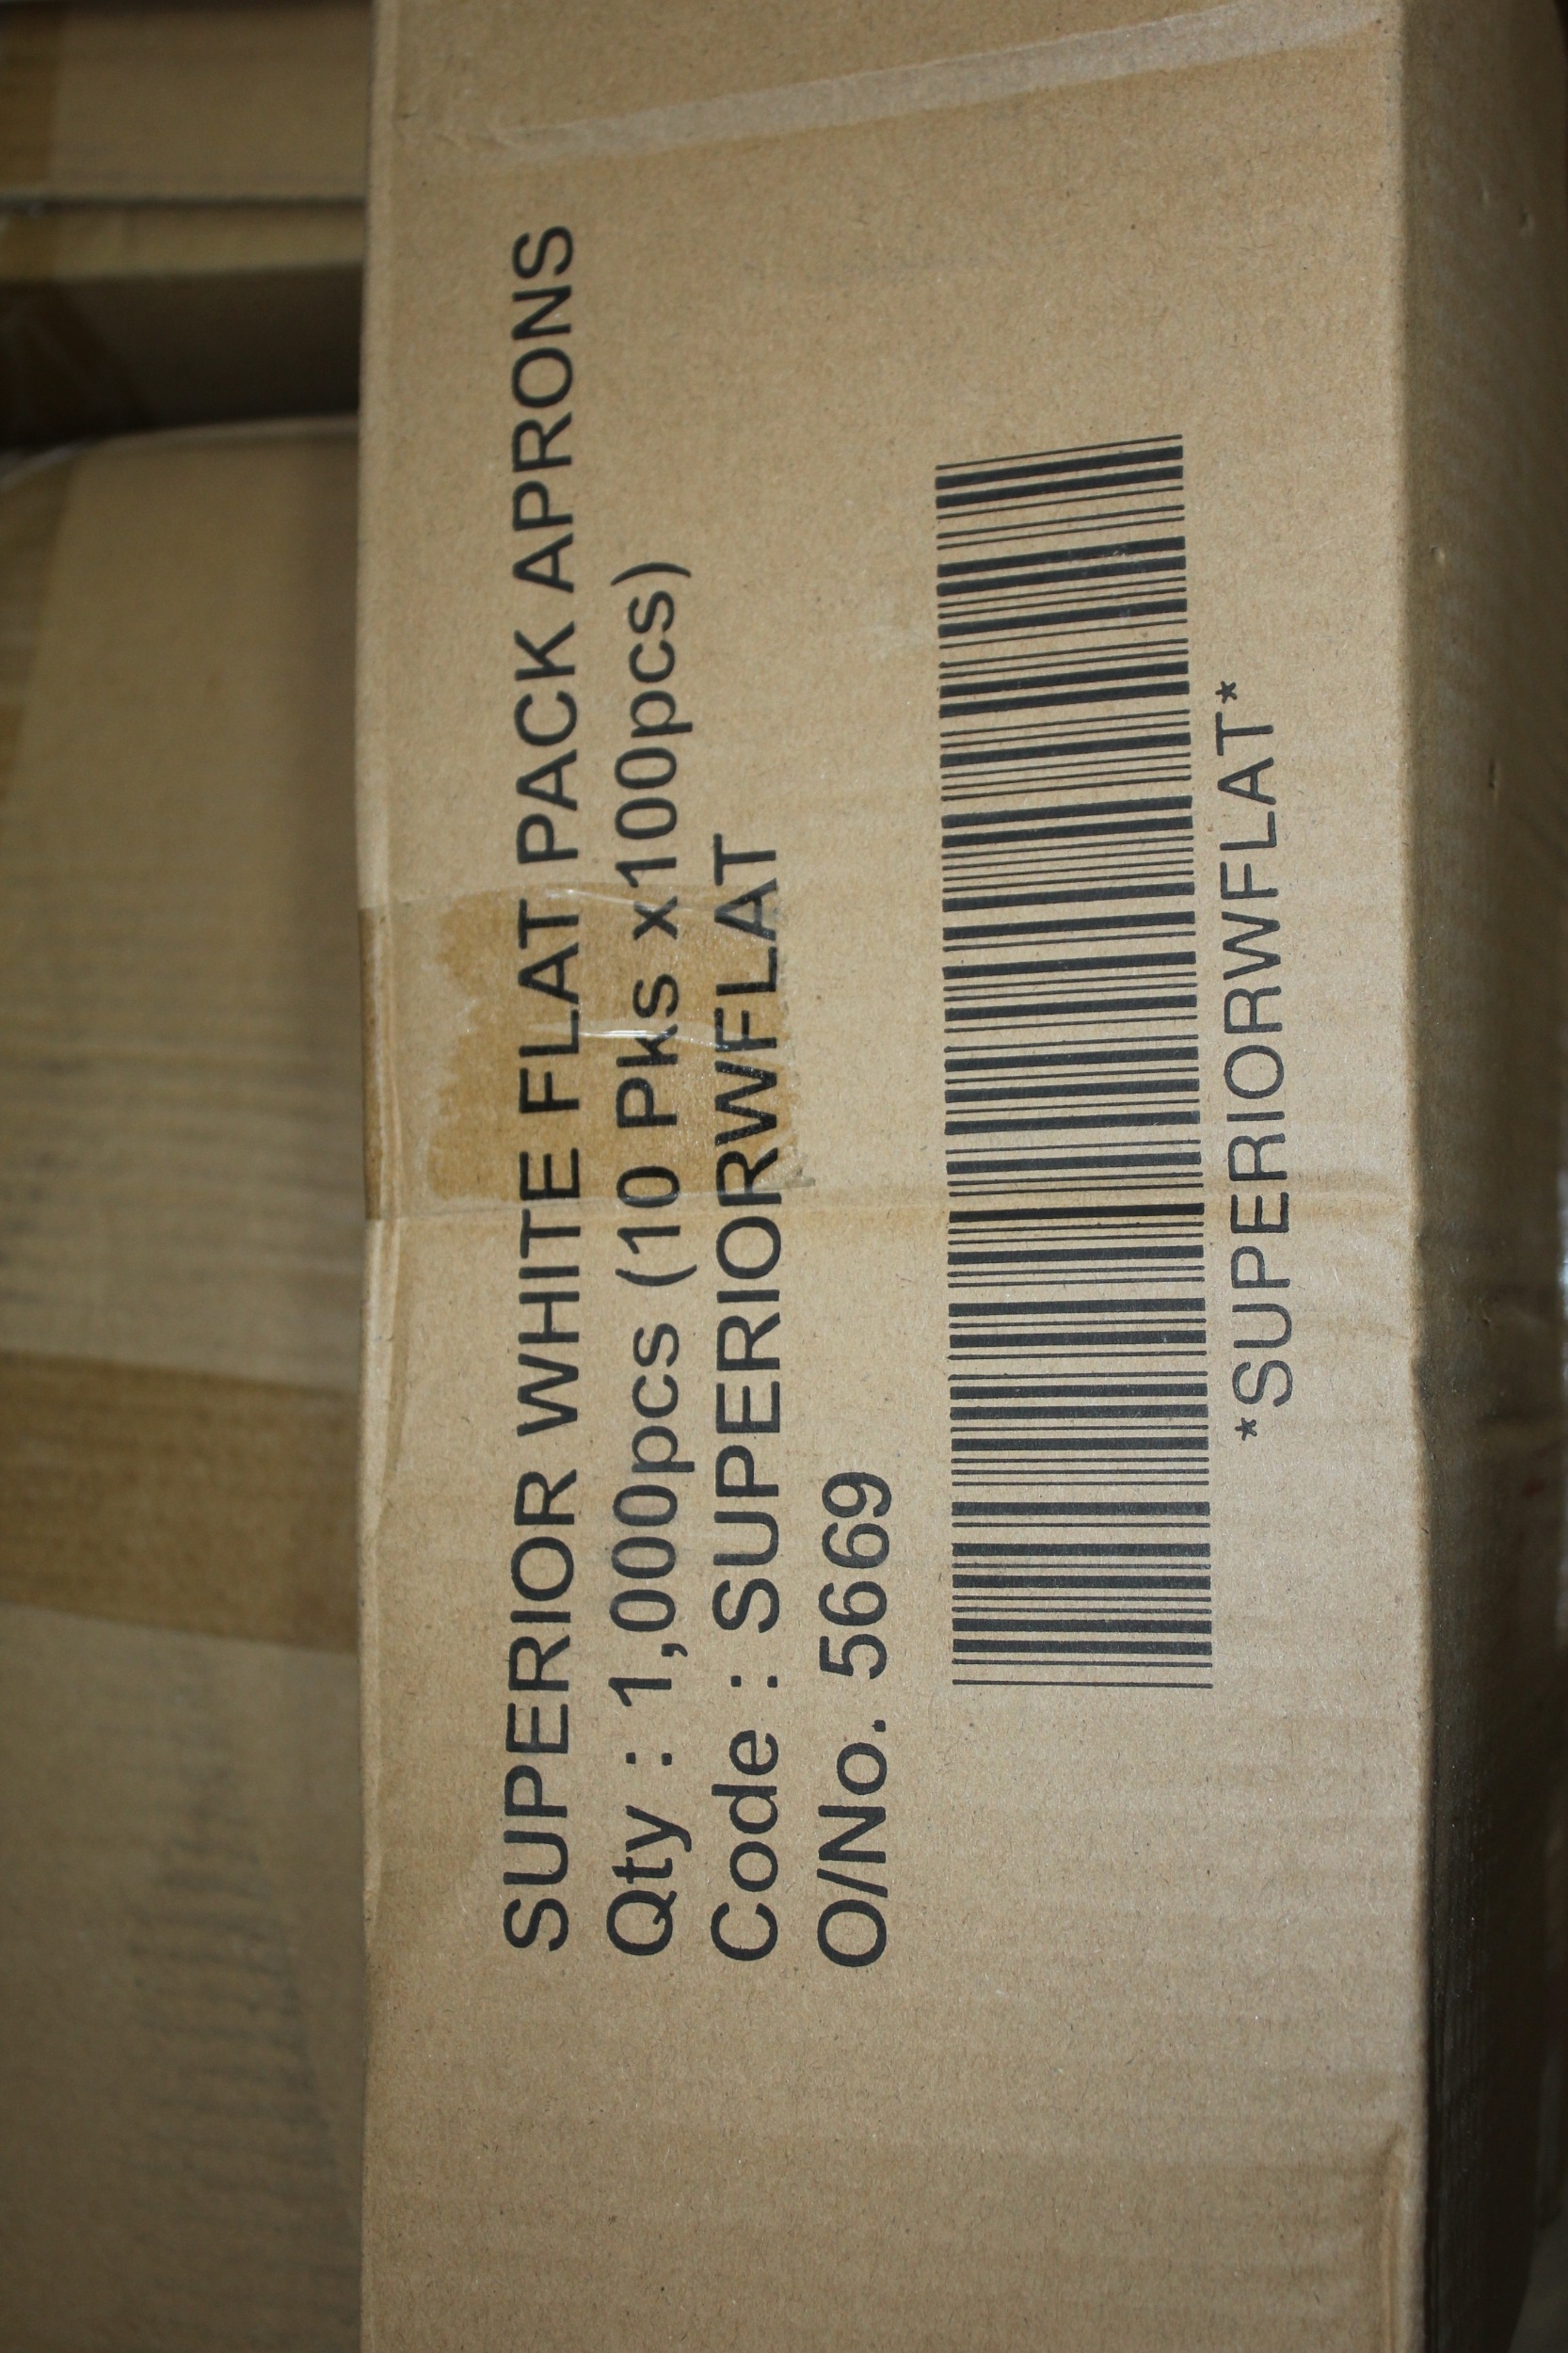 SUPERIOR WHITE FLAT PACK APRONS
Qty : 1,000pcs (10 Pks x100pcs)
Code : SUPERIORWFLAT
O/No. 5669
*SUPERIORWFLAT*